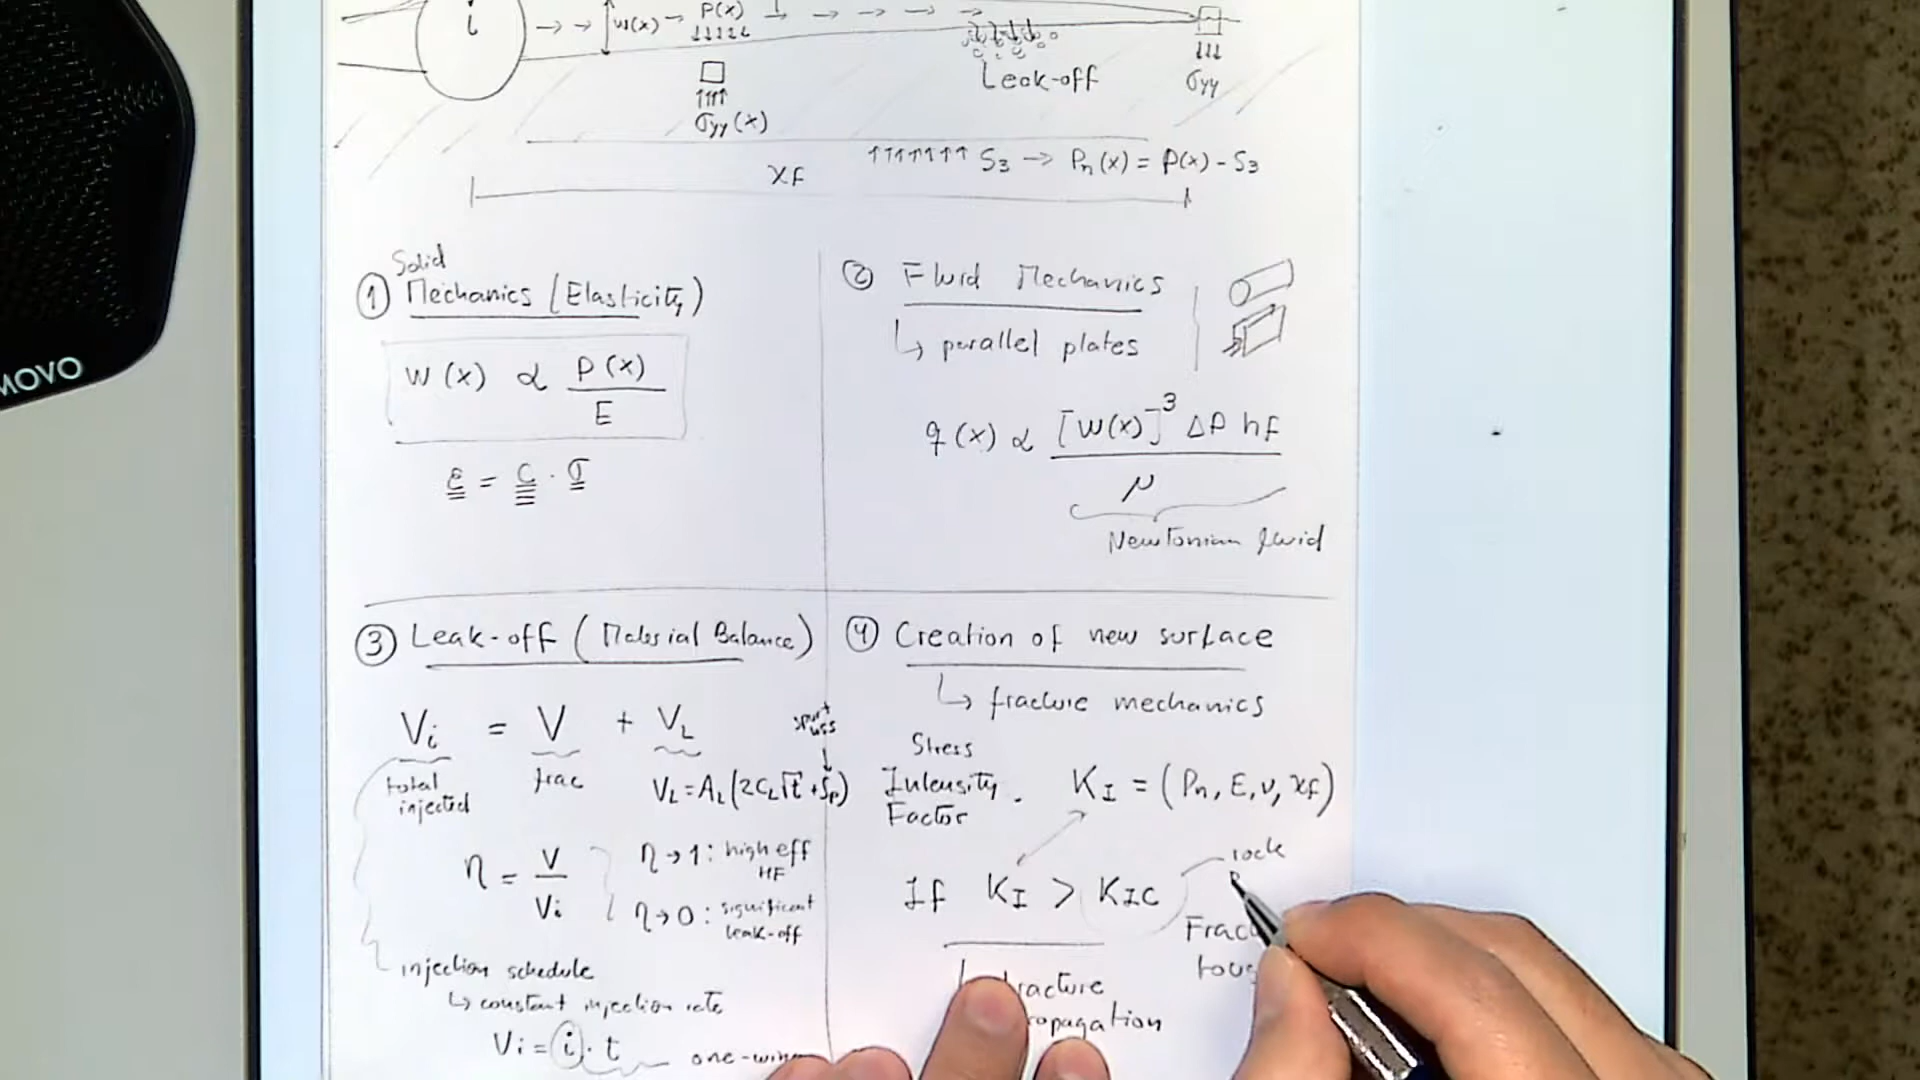 MOVO
i
w(x)
P(x)
Leak-off
σyy
σyy(x)
S3 → Pn(x) = P(x) - S3
xf
① Solid
Mechanics (Elasticity)
w(x) ∝ P(x) / E
ε = C · σ
② Fluid Mechanics
↳ parallel plates
q(x) ∝ [w(x)]³ ΔP hf / μ
Newtonian fluid
③ Leak-off (Material Balance)
Vi = V + VL
total injected
frac
spurt loss
VL = AL(2CL√t + Sp)
η = V / Vi
η → 1 : high eff HF
η → 0 : significant leak-off
injection schedule
↳ constant injection rate
Vi = i · t
one-wing
④ Creation of new surface
↳ fracture mechanics
Stress
Intensity
Factor
KI = (Pn, E, ν, xf)
If KI > KIC
rock